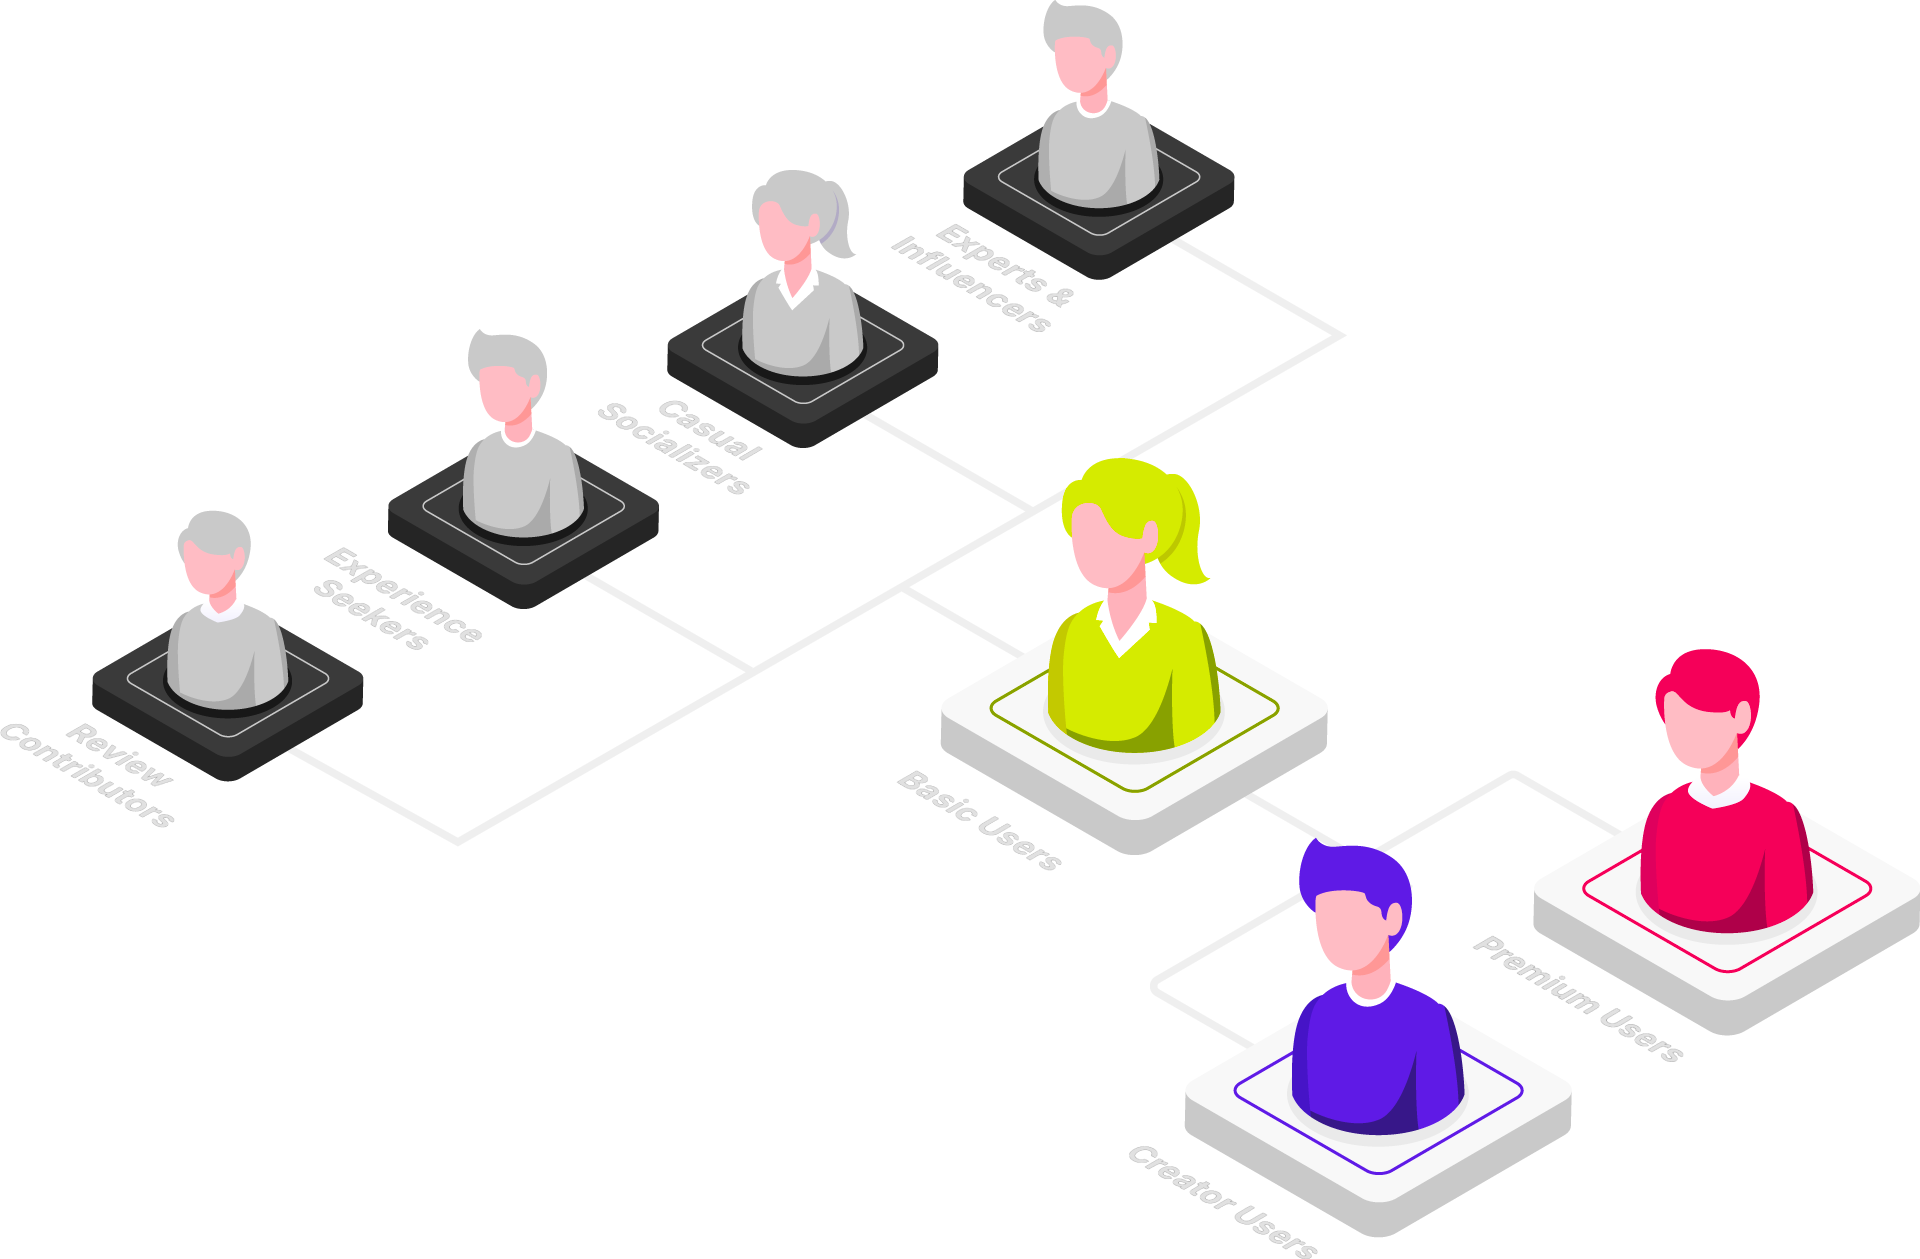 Experts &
Influencers
Casual
Socializers
Experience
Seekers
Review
Contributors
Basic Users
Premium Users
Creator Users